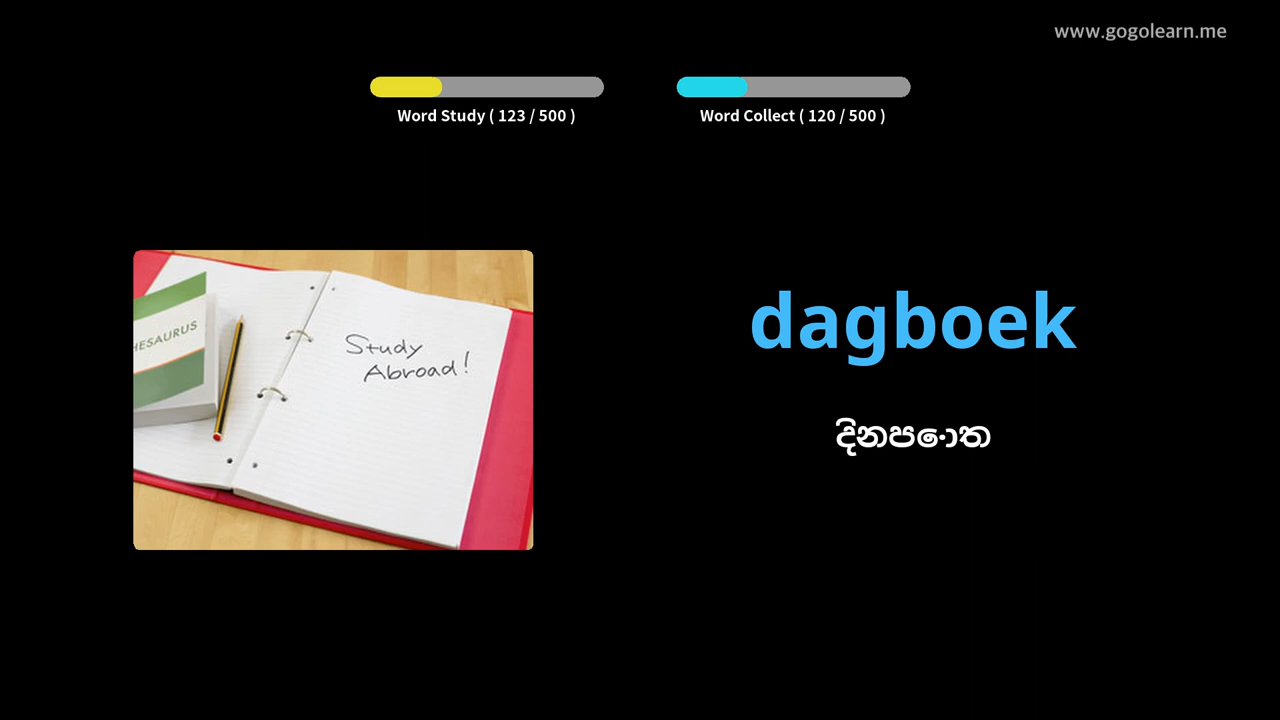 www.gogolearn.me
Word Study ( 123 / 500 )
Word Collect ( 120 / 500 )
HESAURUS
Study
Abroad!
dagboek
දිනපොත